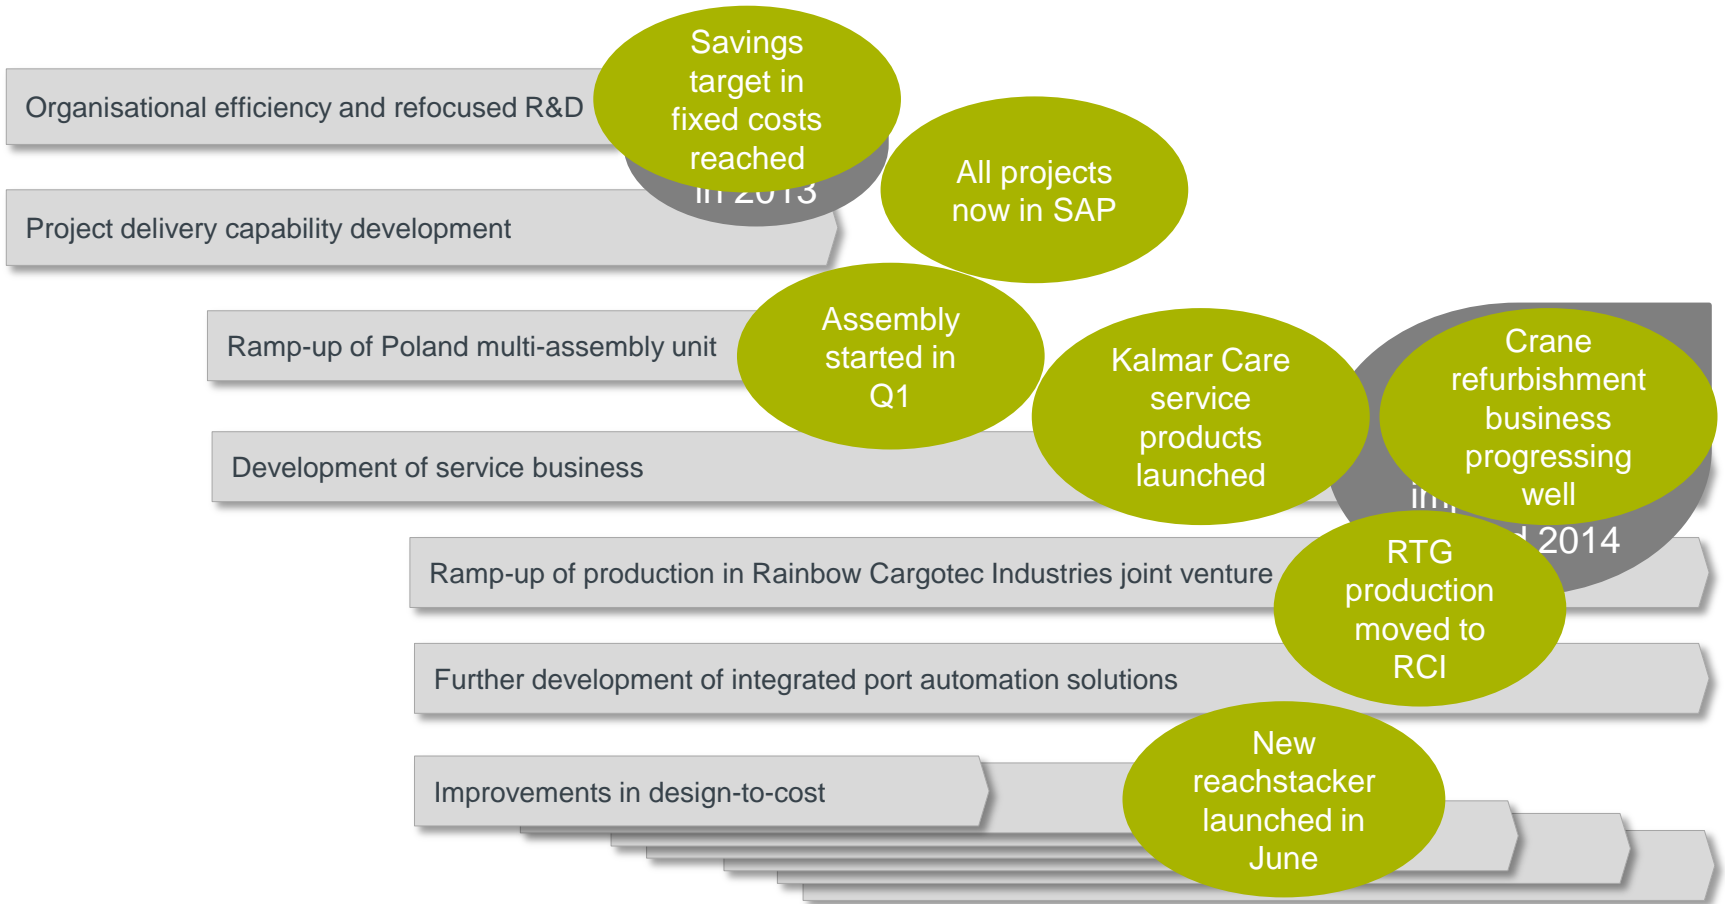 Organisational efficiency and refocused R&D
Savings
target in
fixed costs
reached
in 2013
All projects
now in SAP
Project delivery capability development
Ramp-up of Poland multi-assembly unit
Assembly
started in
Q1
Kalmar Care
service
products
launched
Crane
refurbishment
business
progressing
well
2014
Development of service business
Ramp-up of production in Rainbow Cargotec Industries joint venture
RTG
production
moved to
RCI
Further development of integrated port automation solutions
Improvements in design-to-cost
New
reachstacker
launched in
June